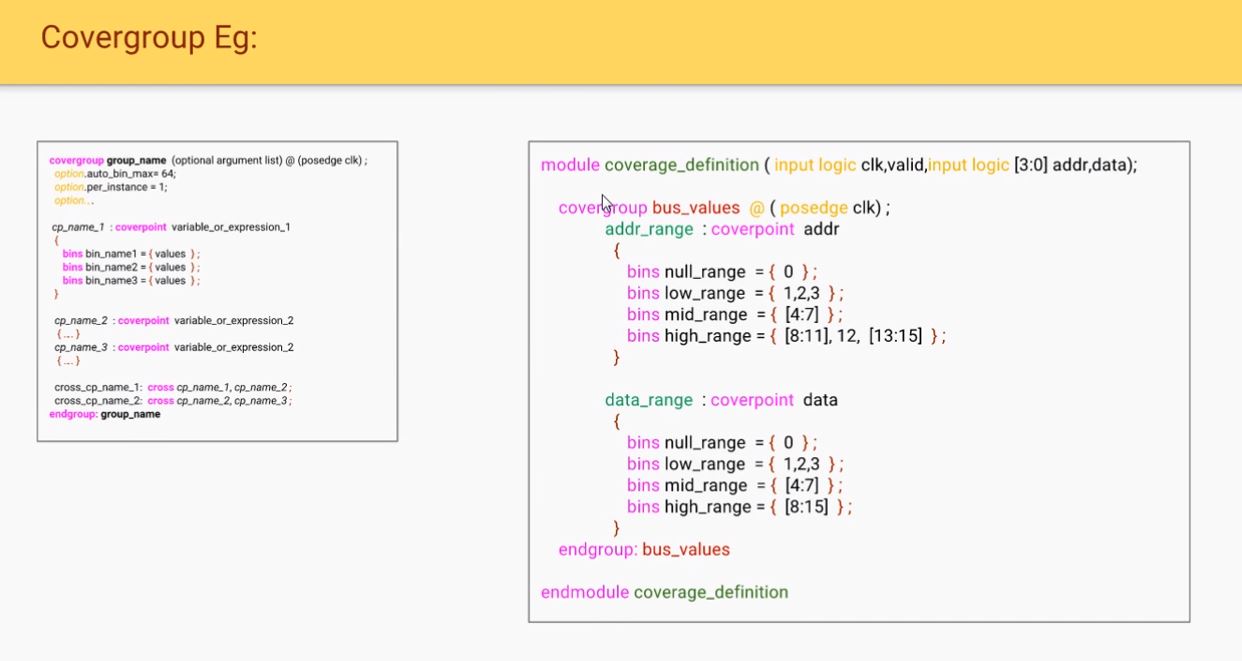 Covergroup Eg:
covergroup group_name (optional argument list) @ (posedge clk) ;
option.auto_bin_max= 64;
option.per_instance = 1;
option...
cp_name_1 : coverpoint variable_or_expression_1
{
bins bin_name1 = { values } ;
bins bin_name2 = { values } ;
bins bin_name3 = { values } ;
}
cp_name_2 : coverpoint variable_or_expression_2
{ ... }
cp_name_3 : coverpoint variable_or_expression_2
{ ... }
cross_cp_name_1: cross cp_name_1, cp_name_2 ;
cross_cp_name_2: cross cp_name_2, cp_name_3 ;
endgroup: group_name
module coverage_definition ( input logic clk,valid,input logic [3:0] addr,data);
covergroup bus_values @ ( posedge clk) ;
addr_range : coverpoint addr
{
bins null_range = { 0 } ;
bins low_range = { 1,2,3 } ;
bins mid_range = { [4:7] } ;
bins high_range = { [8:11], 12, [13:15] } ;
}
data_range : coverpoint data
{
bins null_range = { 0 } ;
bins low_range = { 1,2,3 } ;
bins mid_range = { [4:7] } ;
bins high_range = { [8:15] } ;
}
endgroup: bus_values
endmodule coverage_definition